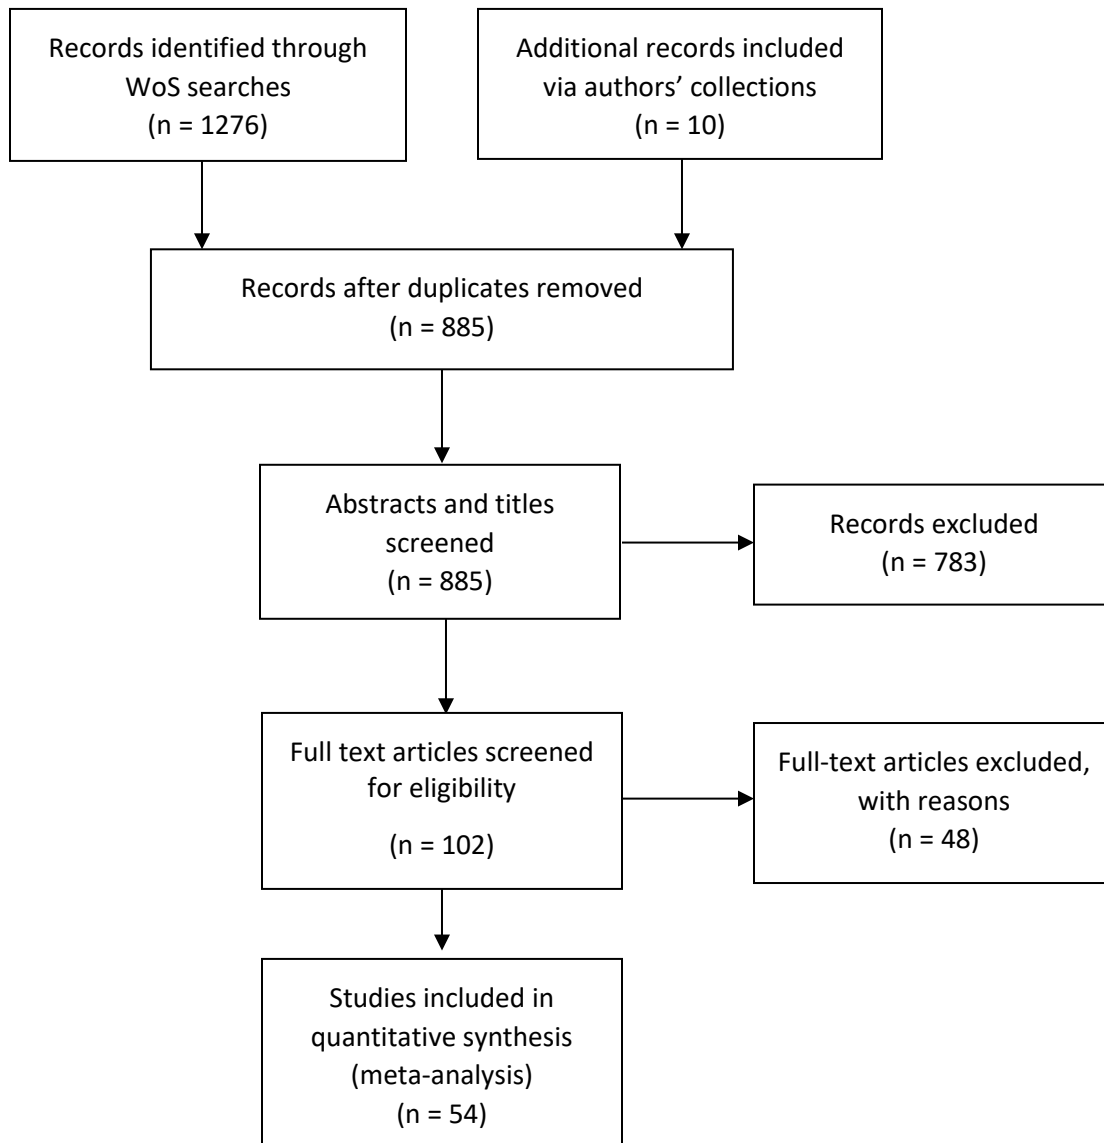 Records identified through
WoS searches
(n = 1276)
Additional records included
via authors’ collections
(n = 10)
Records after duplicates removed
(n = 885)
Abstracts and titles
screened
(n = 885)
Records excluded
(n = 783)
Full text articles screened
for eligibility
(n = 102)
Full-text articles excluded,
with reasons
(n = 48)
Studies included in
quantitative synthesis
(meta-analysis)
(n = 54)